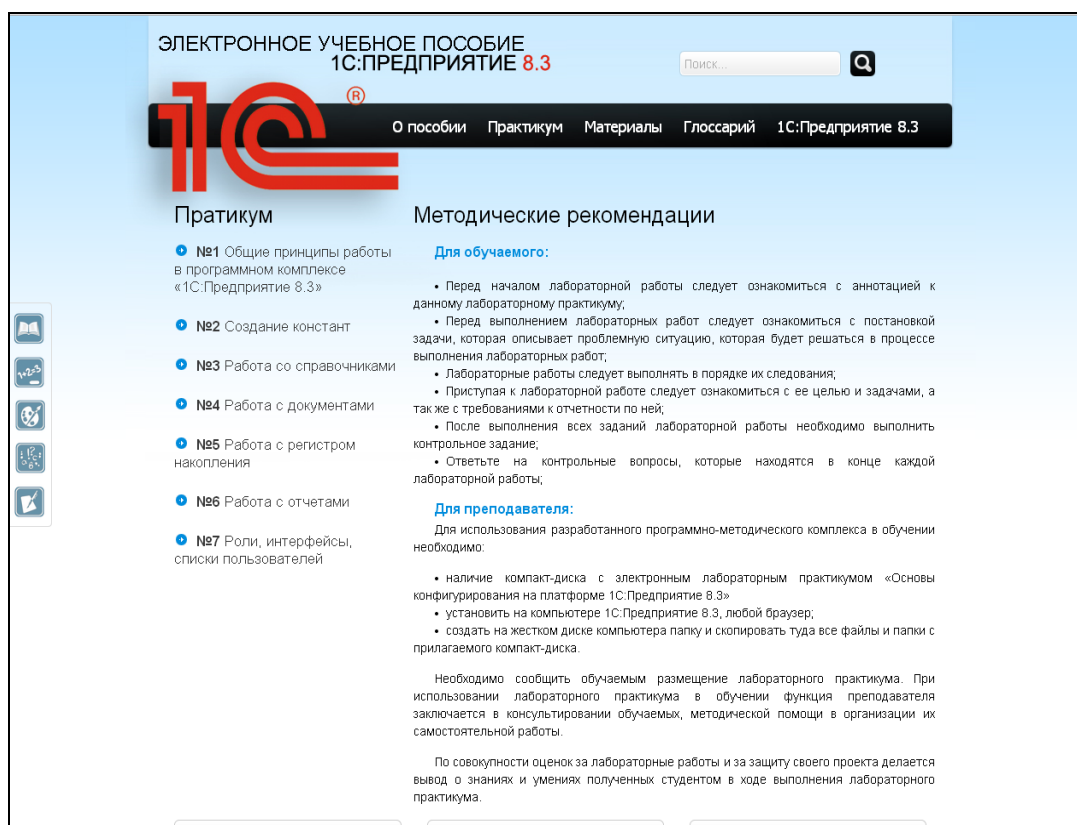 ЭЛЕКТРОННОЕ УЧЕБНОЕ ПОСОБИЕ
1С:ПРЕДПРИЯТИЕ 8.3
Поиск...
1С®
О пособии Практикум Материалы Глоссарий 1С:Предприятие 8.3
Пратикум
№1 Общие принципы работы
в программном комплексе
«1С:Предприятие 8.3»
№2 Создание констант
№3 Работа со справочниками
№4 Работа с документами
№5 Работа с регистром
накопления
№6 Работа с отчетами
№7 Роли, интерфейсы,
списки пользователей
Методические рекомендации
Для обучаемого:
• Перед началом лабораторной работы следует ознакомиться с аннотацией к
данному лабораторному практикуму;
• Перед выполнением лабораторных работ следует ознакомиться с постановкой
задачи, которая описывает проблемную ситуацию, которая будет решаться в процессе
выполнения лабораторных работ;
• Лабораторные работы следует выполнять в порядке их следования;
• Приступая к лабораторной работе следует ознакомиться с ее целью и задачами, а
так же с требованиями к отчетности по ней;
• После выполнения всех заданий лабораторной работы необходимо выполнить
контрольное задание;
• Ответьте на контрольные вопросы, которые находятся в конце каждой
лабораторной работы;
Для преподавателя:
Для использования разработанного программно-методического комплекса в обучении
необходимо:
• наличие компакт-диска с электронным лабораторным практикумом «Основы
конфигурирования на платформе 1С:Предприятие 8.3»
• установить на компьютере 1С:Предприятие 8.3, любой браузер;
• создать на жестком диске компьютера папку и скопировать туда все файлы и папки с
прилагаемого компакт-диска.
Необходимо сообщить обучаемым размещение лабораторного практикума. При
использовании лабораторного практикума в обучении функция преподавателя
заключается в консультировании обучаемых, методической помощи в организации их
самостоятельной работы.
По совокупности оценок за лабораторные работы и за защиту своего проекта делается
вывод о знаниях и умениях полученных студентом в ходе выполнения лабораторного
практикума.